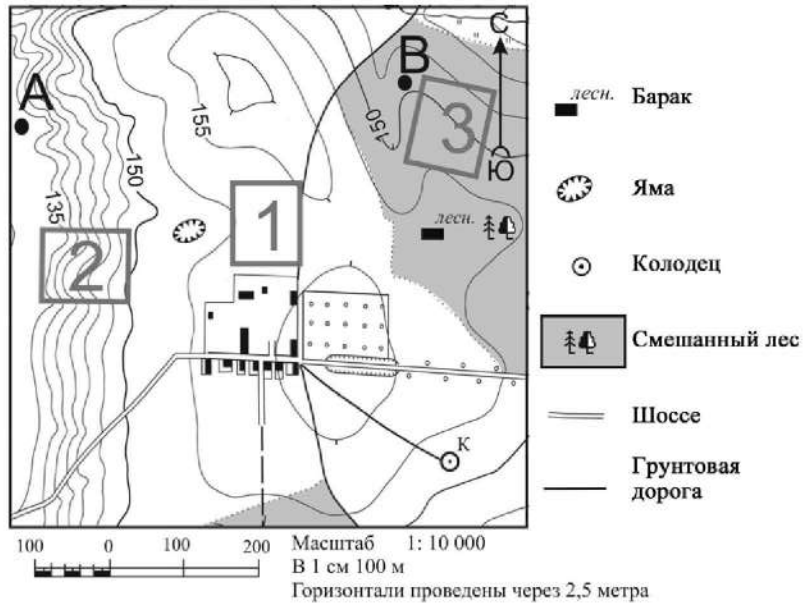 А
В
С
Ю
155
150
150
135
1
2
3
лесн.
К
лесн. Барак
Яма
Колодец
Смешанный лес
Шоссе
Грунтовая
дорога
100 0 100 200
Масштаб 1: 10 000
В 1 см 100 м
Горизонтали проведены через 2,5 метра